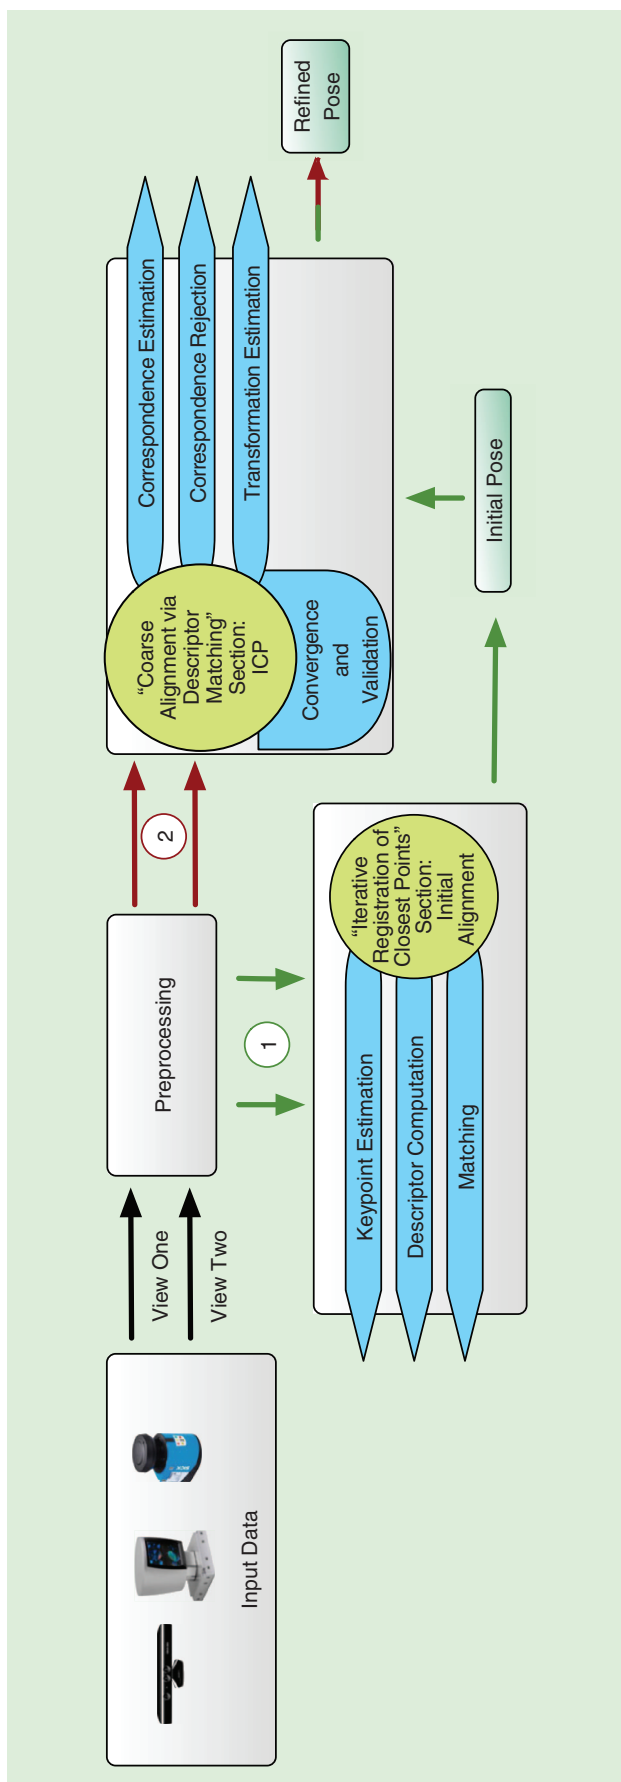 Input Data
View One
View Two
Preprocessing
1
2
Keypoint Estimation
Descriptor Computation
Matching
“Iterative
Registration of
Closest Points”
Section:
Initial
Alignment
Initial Pose
“Coarse
Alignment via
Descriptor
Matching”
Section:
ICP
Correspondence Estimation
Correspondence Rejection
Transformation Estimation
Convergence
and
Validation
Refined
Pose